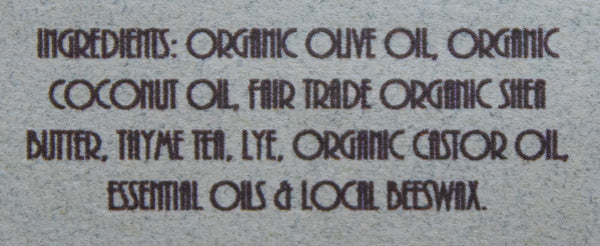 INGREDIENTS: ORGANIC OLIVE OIL, ORGANIC
COCONUT OIL, FAIR TRADE ORGANIC SHEA
BUTTER, THYME TEA, LYE, ORGANIC CASTOR OIL,
ESSENTIAL OILS & LOCAL BEESWAX.